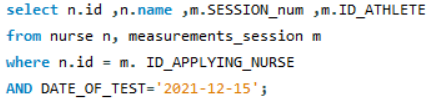 select n.id ,n.name ,m.SESSION_num ,m.ID_ATHLETE
from nurse n, measurements_session m
where n.id = m. ID_APPLYING_NURSE
AND DATE_OF_TEST='2021-12-15';